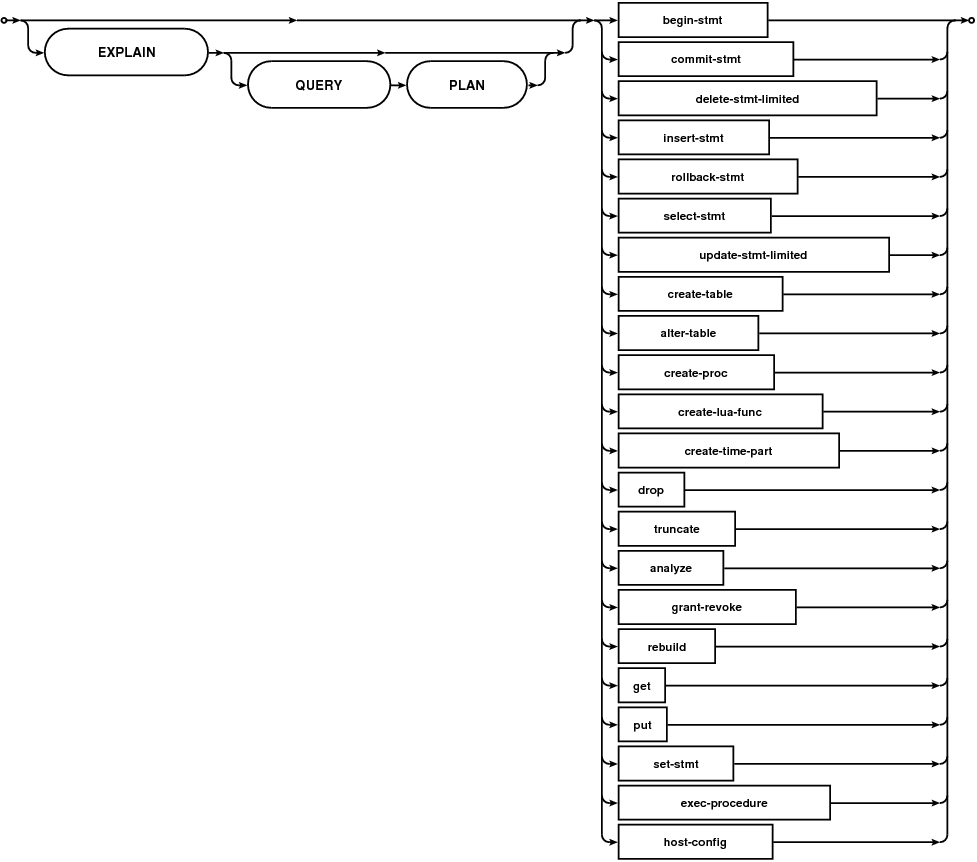 begin-stmt
EXPLAIN
commit-stmt
QUERY PLAN
delete-stmt-limited
insert-stmt
rollback-stmt
select-stmt
update-stmt-limited
create-table
alter-table
create-proc
create-lua-func
create-time-part
drop
truncate
analyze
grant-revoke
rebuild
get
put
set-stmt
exec-procedure
host-config